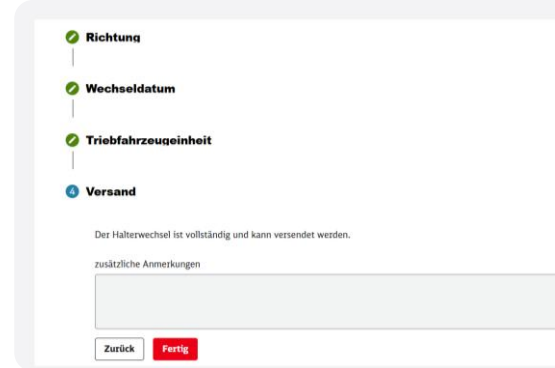 Richtung
Wechseldatum
Triebfahrzeugeinheit
4 Versand
Der Halterwechsel ist vollständig und kann versendet werden.
zusätzliche Anmerkungen
Zurück Fertig